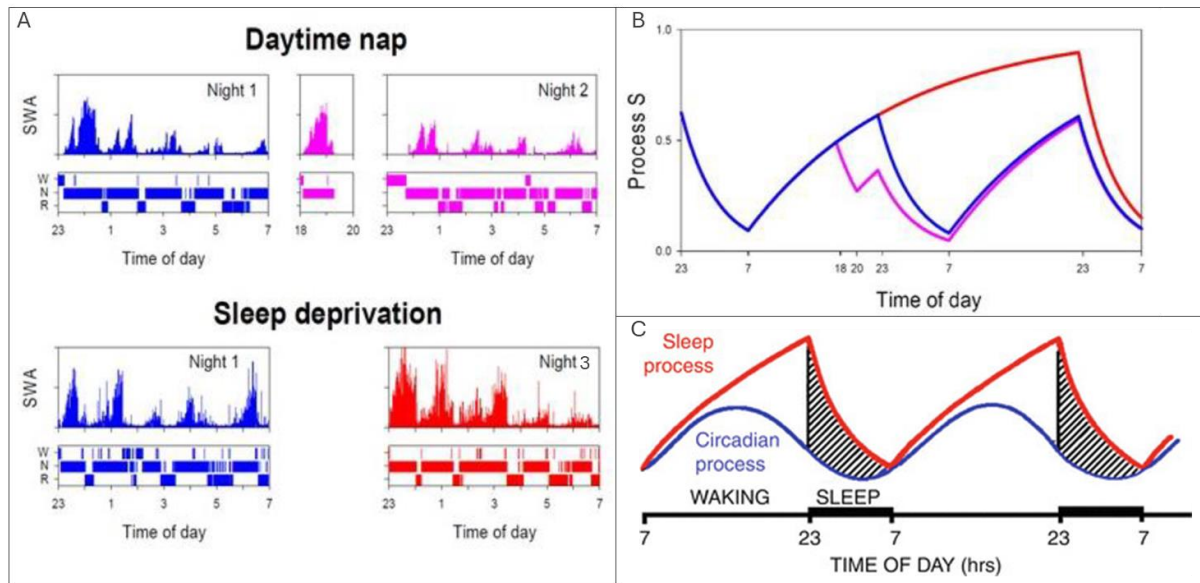 A
Daytime nap
SWA
Night 1
Night 2
W
N
R
23 1 3 5 7
18 20
23 1 3 5 7
Time of day
Time of day
Sleep deprivation
SWA
Night 1
Night 3
W
N
R
W
N
R
23 1 3 5 7
23 1 3 5 7
Time of day
Time of day
B
Process S
1.0
0.5
0.0
23 7 18 20 23 7 23 7
Time of day
C
Sleep
process
Circadian
process
WAKING SLEEP
7 23 7 23 7
TIME OF DAY (hrs)